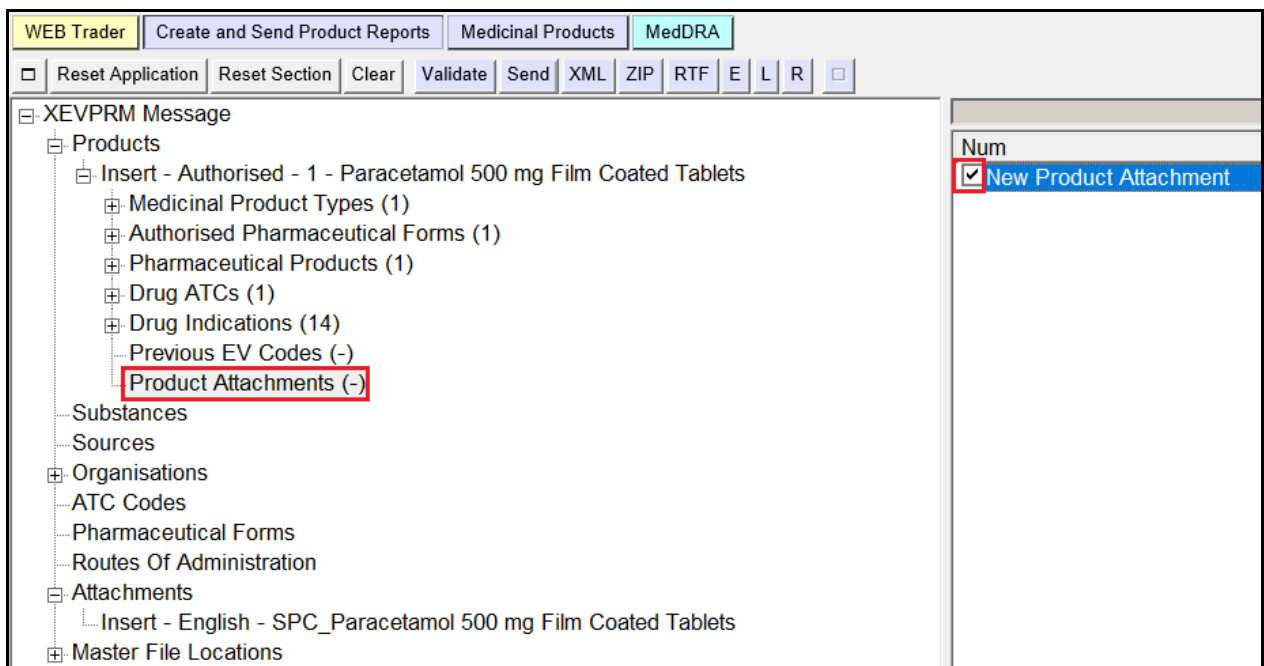 WEB Trader Create and Send Product Reports Medicinal Products MedDRA
Reset Application Reset Section Clear Validate Send XML ZIP RTF E L R
XEVPRM Message
Products
Insert - Authorised - 1 - Paracetamol 500 mg Film Coated Tablets
Medicinal Product Types (1)
Authorised Pharmaceutical Forms (1)
Pharmaceutical Products (1)
Drug ATCs (1)
Drug Indications (14)
Previous EV Codes (-)
Product Attachments (-)
Substances
Sources
Organisations
ATC Codes
Pharmaceutical Forms
Routes Of Administration
Attachments
Insert - English - SPC_Paracetamol 500 mg Film Coated Tablets
Master File Locations
Num
New Product Attachment